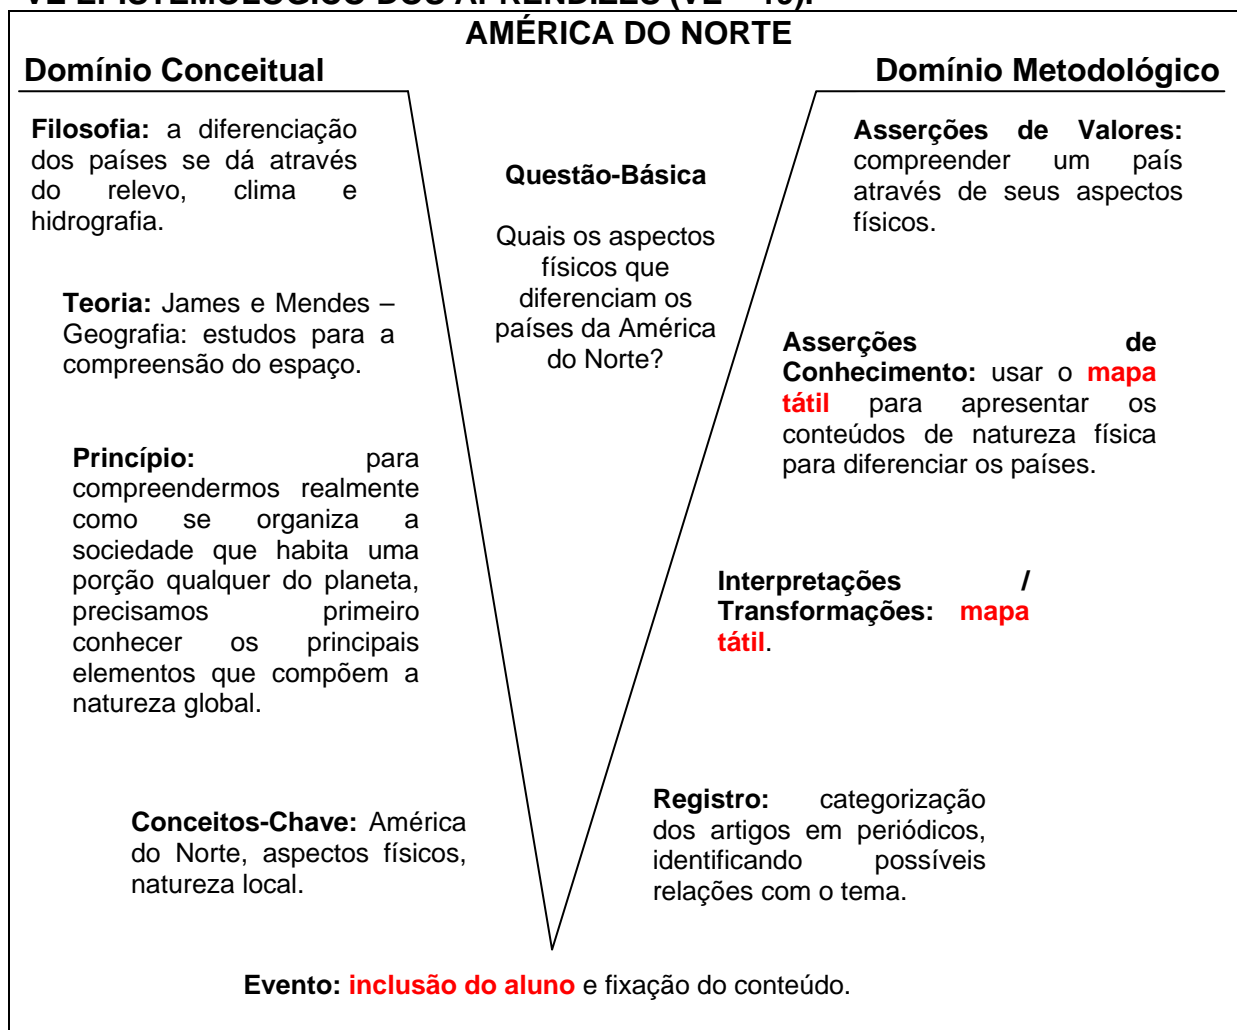 AMÉRICA DO NORTE
Domínio Conceitual
Domínio Metodológico
Filosofia: a diferenciação
dos países se dá através
do relevo, clima e
hidrografia.
Teoria: James e Mendes –
Geografia: estudos para a
compreensão do espaço.
Princípio: para
compreendermos realmente
como se organiza a
sociedade que habita uma
porção qualquer do planeta,
precisamos primeiro
conhecer os principais
elementos que compõem a
natureza global.
Conceitos-Chave: América
do Norte, aspectos físicos,
natureza local.
Questão-Básica
Quais os aspectos
físicos que
diferenciam os
países da América
do Norte?
Asserções de Valores:
compreender um país
através de seus aspectos
físicos.
Asserções de
Conhecimento: usar o mapa
tátil para apresentar os
conteúdos de natureza física
para diferenciar os países.
Interpretações /
Transformações: mapa
tátil.
Registro: categorização
dos artigos em periódicos,
identificando possíveis
relações com o tema.
Evento: inclusão do aluno e fixação do conteúdo.